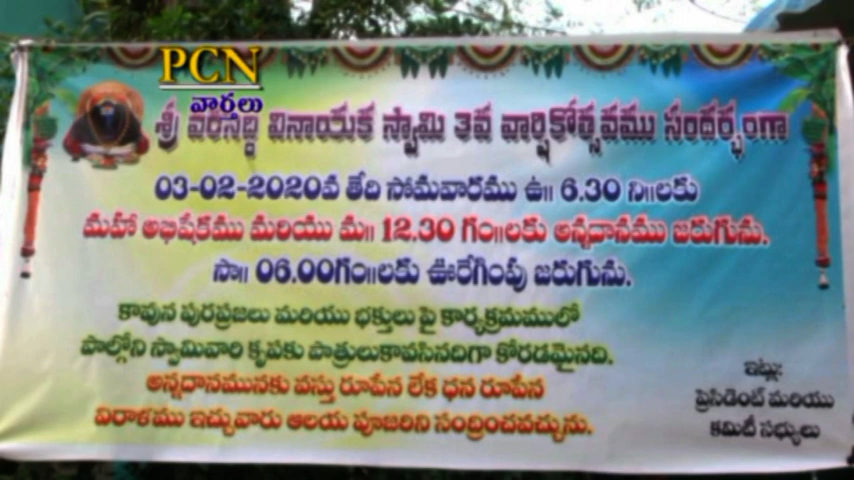 PCN
వార్తలు
శ్రీ వరసిద్ధి వినాయక స్వామి 3వ వార్షికోత్సవము సందర్భంగా
03-02-2020వ తేది సోమవారము ఉ॥ 6.30 ని॥లకు
మహా అభిషేకము మరియు మ॥ 12.30 గం॥లకు అన్నదానము జరుగును.
సా॥ 06.00గం॥లకు ఊరేగింపు జరుగును.
కావున పురప్రజలు మరియు భక్తులు పై కార్యక్రమములో
పాల్గోని స్వామివారి కృపకు పాత్రులుకావసినదిగా కోరడమైనది.
అన్నదానమునకు వస్తు రూపేన లేక ధన రూపేన
విరాళము ఇచ్చువారు ఆలయ పూజరిని సంద్రించవచ్చును.
ఇట్లు:
ప్రెసిడెంట్ మరియు
కమిటీ సభ్యులు